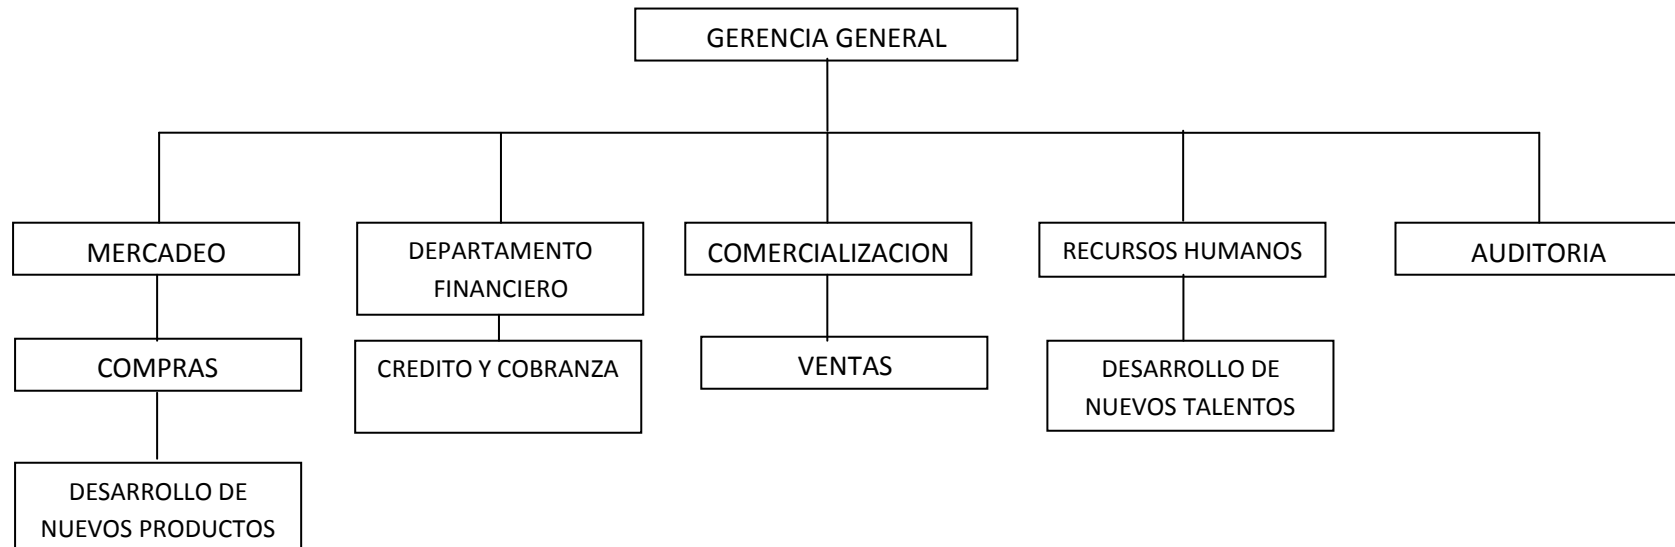 GERENCIA GENERAL
MERCADEO
DEPARTAMENTO
FINANCIERO
COMERCIALIZACION
RECURSOS HUMANOS
AUDITORIA
COMPRAS
CREDITO Y COBRANZA
VENTAS
DESARROLLO DE
NUEVOS TALENTOS
DESARROLLO DE
NUEVOS PRODUCTOS